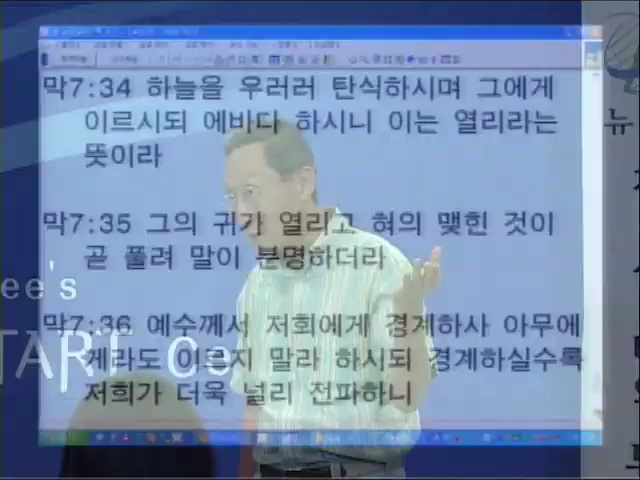 막7:34 하늘을 우러러 탄식하시며 그에게
이르시되 에바다 하시니 이는 열리라는
뜻이라
막7:35 그의 귀가 열리고 혀의 맺힌 것이
곧 풀려 말이 분명하더라
막7:36 예수께서 저희에게 경계하사 아무에
게라도 이르지 말라 하시되 경계하실수록
저희가 더욱 널리 전파하니
ee's
TART Ce
뉴